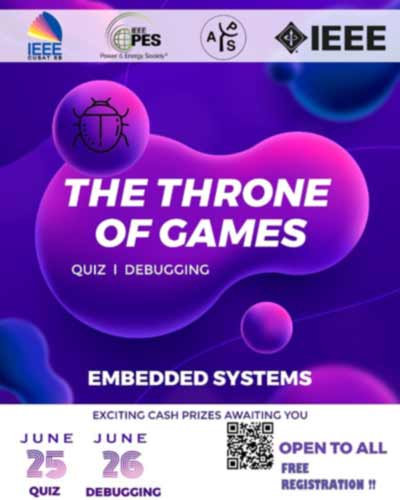 IEEE
CUSAT SB
IEEE
PES
Power & Energy Society®
A P S
IEEE
THE THRONE
OF GAMES
QUIZ I DEBUGGING
EMBEDDED SYSTEMS
EXCITING CASH PRIZES AWAITING YOU
JUNE
25
QUIZ
JUNE
26
DEBUGGING
OPEN TO ALL
FREE
REGISTRATION !!